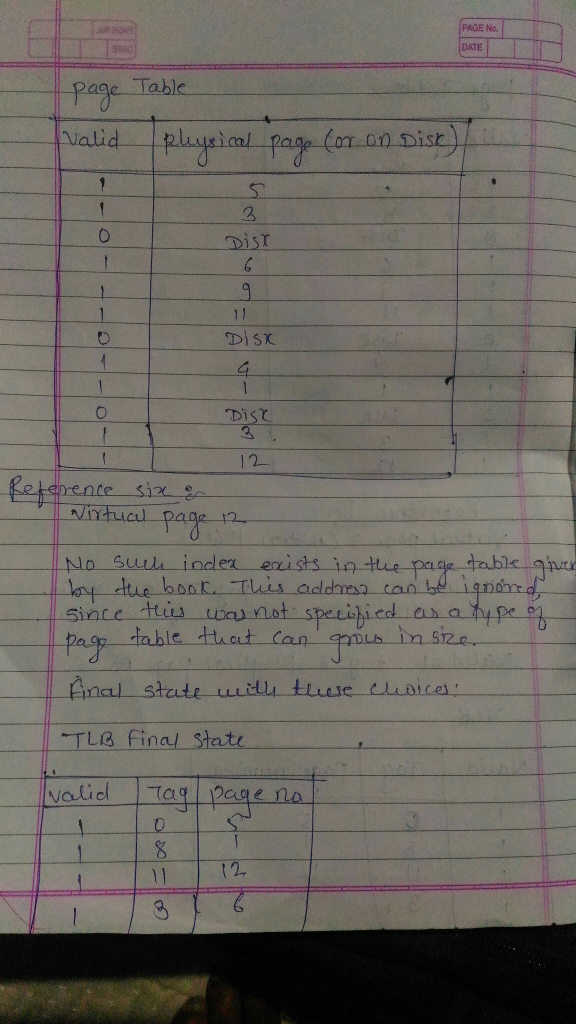 PAGE No.
DATE
page Table
Valid physical page (or on Disk)
1 5
1 3
0 Disk
1 6
1 9
1 11
0 Disk
1 4
1 1
0 Disk
1 3
1 12
Reference six :-
Virtual page 12
No such index exists in the page table given
by the book. This address can be ignored,
since this was not specified as a type of
page table that can grow in size.
Final state with these choices:
TLB Final State
valid Tag page no
1 0 5
1 8 1
1 11 12
1 3 6